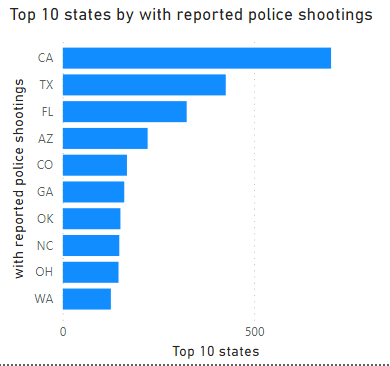 Top 10 states by with reported police shootings
with reported police shootings
CA
TX
FL
AZ
CO
GA
OK
NC
OH
WA
0 500
Top 10 states